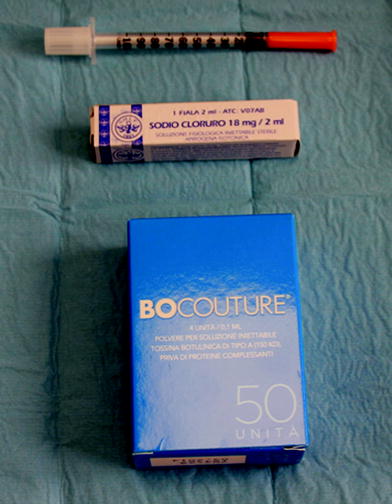 1 FIALA 2 ml - ATC: V07AB
SODIO CLORURO 18 mg / 2 ml
SOLUZIONE FISIOLOGICA INIETTABILE STERILE
APIROGENA ISOTONICA
BOCOUTURE®
4 UNITÀ / 0,1 ML
POLVERE PER SOLUZIONE INIETTABILE
TOSSINA BOTULINICA DI TIPO A (150 KD),
PRIVA DI PROTEINE COMPLESSANTI
50
UNITÀ